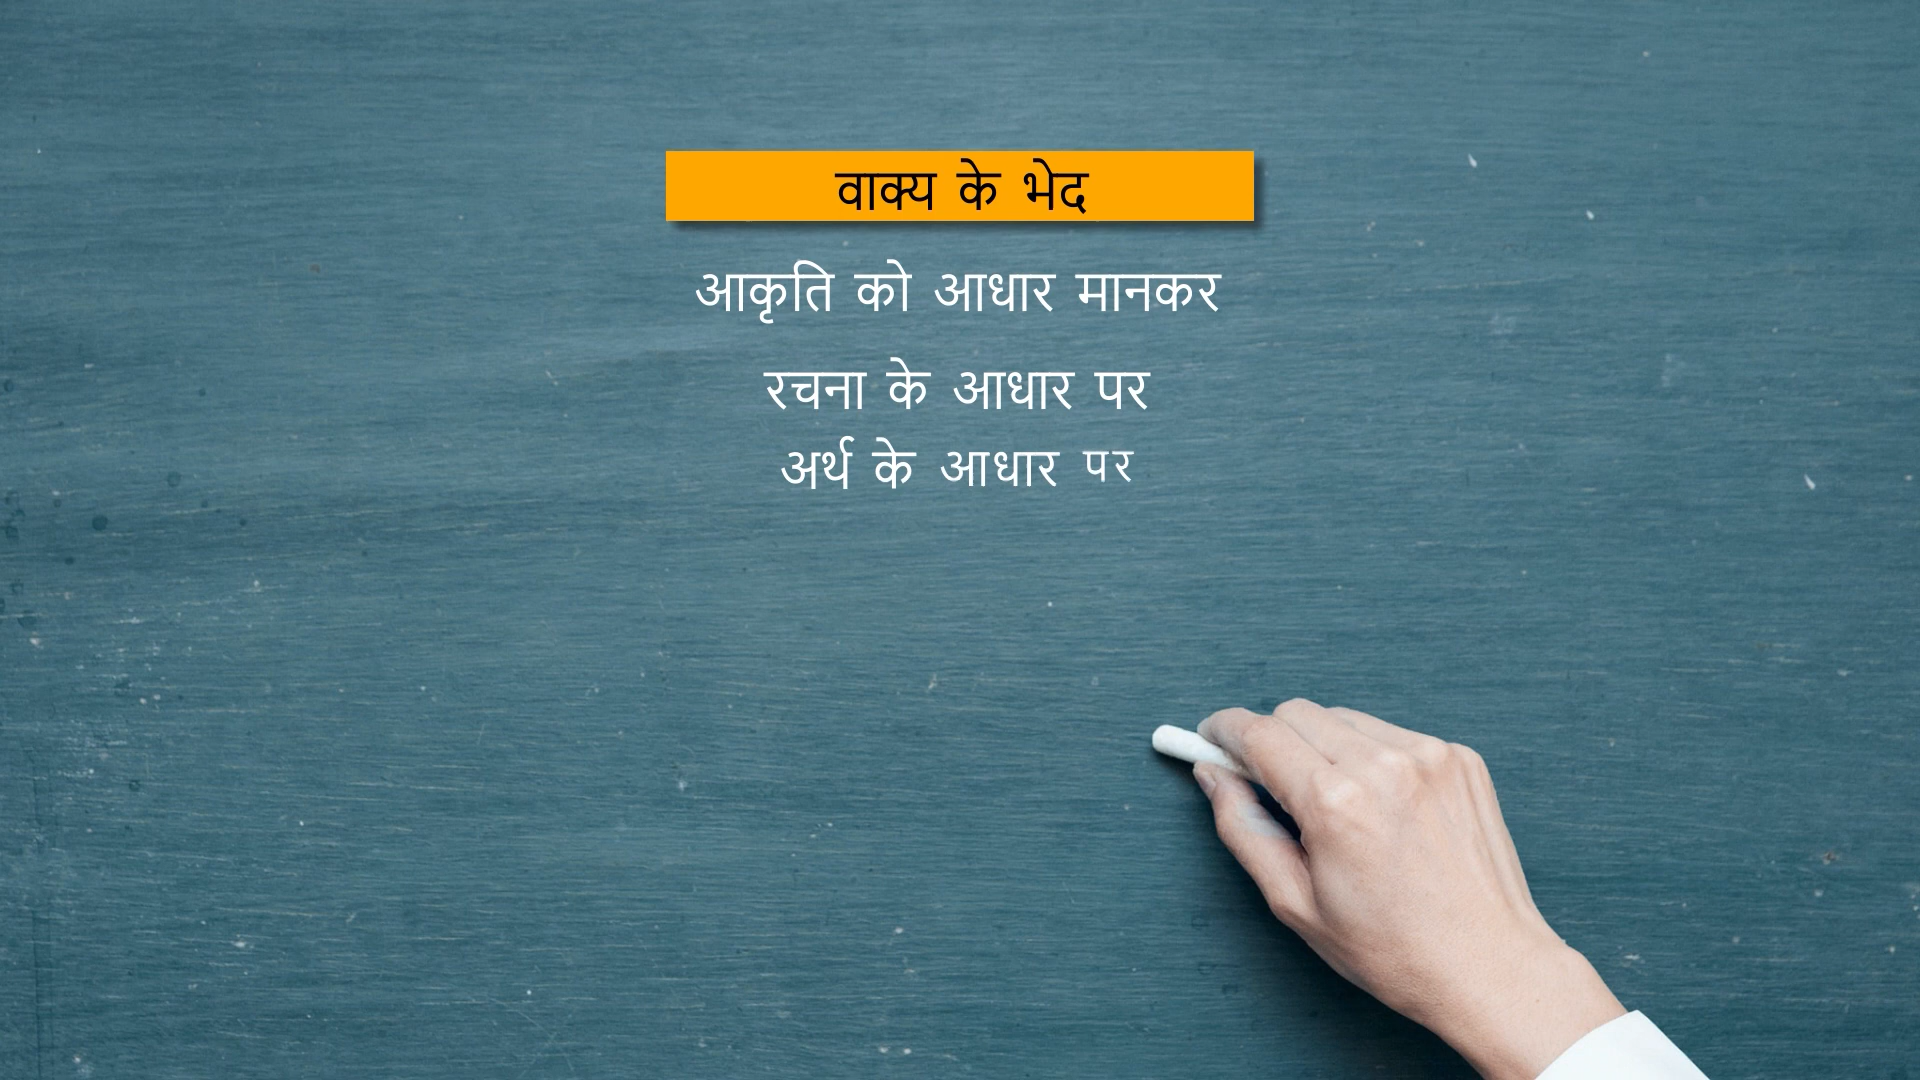 वाक्य के भेद
आकृति को आधार मानकर
रचना के आधार पर
अर्थ के आधार पर